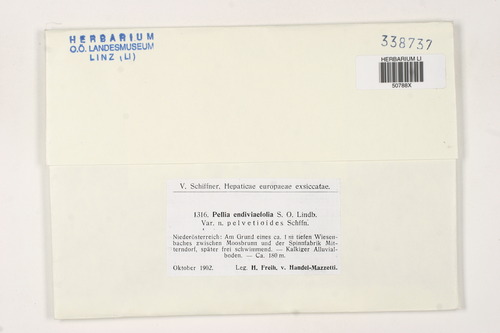 HERBARIUM
O.Ö. LANDESMUSEUM
LINZ (LI)
338737
HERBARIUM LI
50788X
V. Schiffner, Hepaticae europaeae exsiccatae.
1316. Pellia endiviaefolia S. O. Lindb.
Var. n. pelvetioides Schffn.
Niederösterreich: Am Grund eines ca. 1 m tiefen Wiesen-
baches zwischen Moosbrunn und der Spinnfabrik Mit-
terndorf, später frei schwimmend. — Kalkiger Alluvial-
boden. — Ca. 180 m.
Oktober 1902. Leg. H. Freih. v. Handel-Mazzetti.